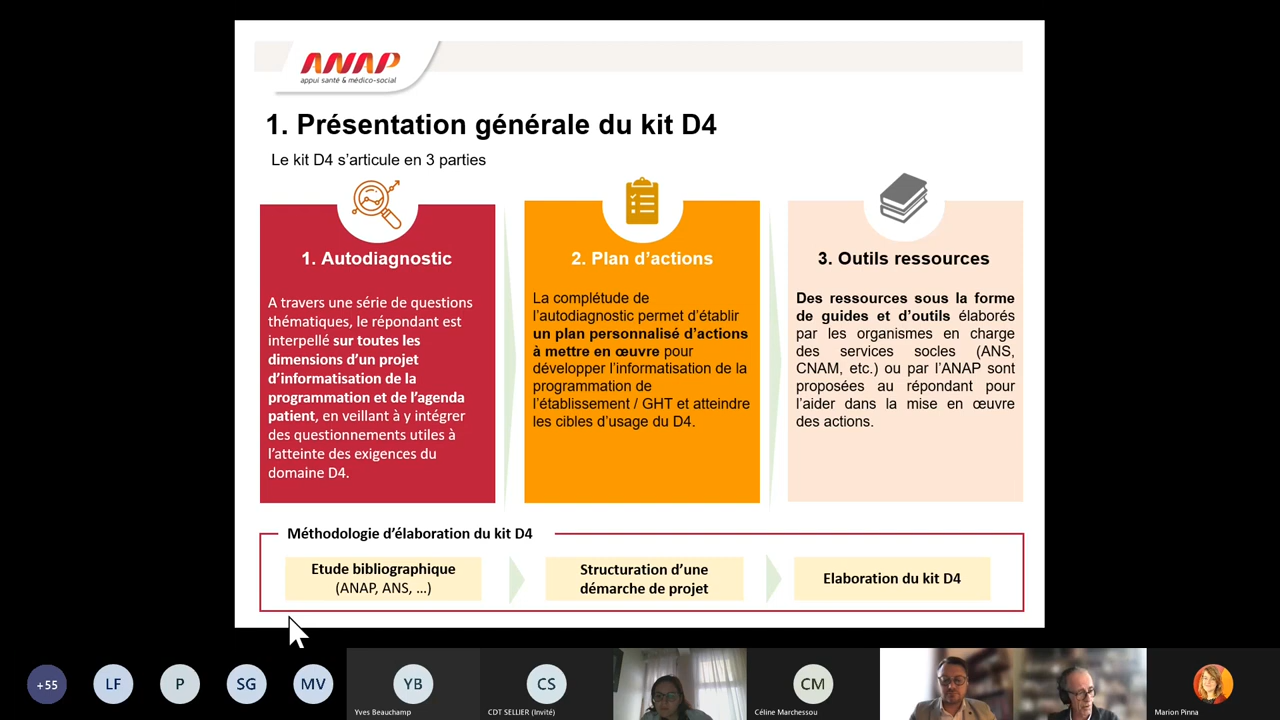 ANAP
appui santé & médico-social
1. Présentation générale du kit D4
Le kit D4 s’articule en 3 parties
1. Autodiagnostic
A travers une série de questions
thématiques, le répondant est
interpellé sur toutes les
dimensions d’un projet
d’informatisation de la
programmation et de l’agenda
patient, en veillant à y intégrer
des questionnements utiles à
l’atteinte des exigences du
domaine D4.
2. Plan d’actions
La complétude de
l’autodiagnostic permet d’établir
un plan personnalisé d’actions
à mettre en œuvre pour
développer l’informatisation de la
programmation de
l’établissement / GHT et atteindre
les cibles d’usage du D4.
3. Outils ressources
Des ressources sous la forme
de guides et d’outils élaborés
par les organismes en charge
des services socles (ANS,
CNAM, etc.) ou par l’ANAP sont
proposées au répondant pour
l’aider dans la mise en œuvre
des actions.
Méthodologie d’élaboration du kit D4
Etude bibliographique
(ANAP, ANS, …)
Structuration d’une
démarche de projet
Elaboration du kit D4
+55
LF
P
SG
MV
YB
Yves Beauchamp
CS
CDT SELLIER (Invité)
CM
Céline Marchessou
Marion Pinna